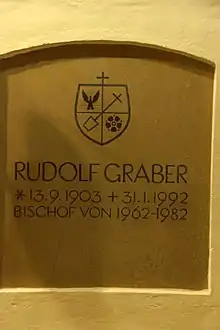 RUDOLF GRABER
* 13.9.1903 + 31.1.1992
BISCHOF VON 1962-1982